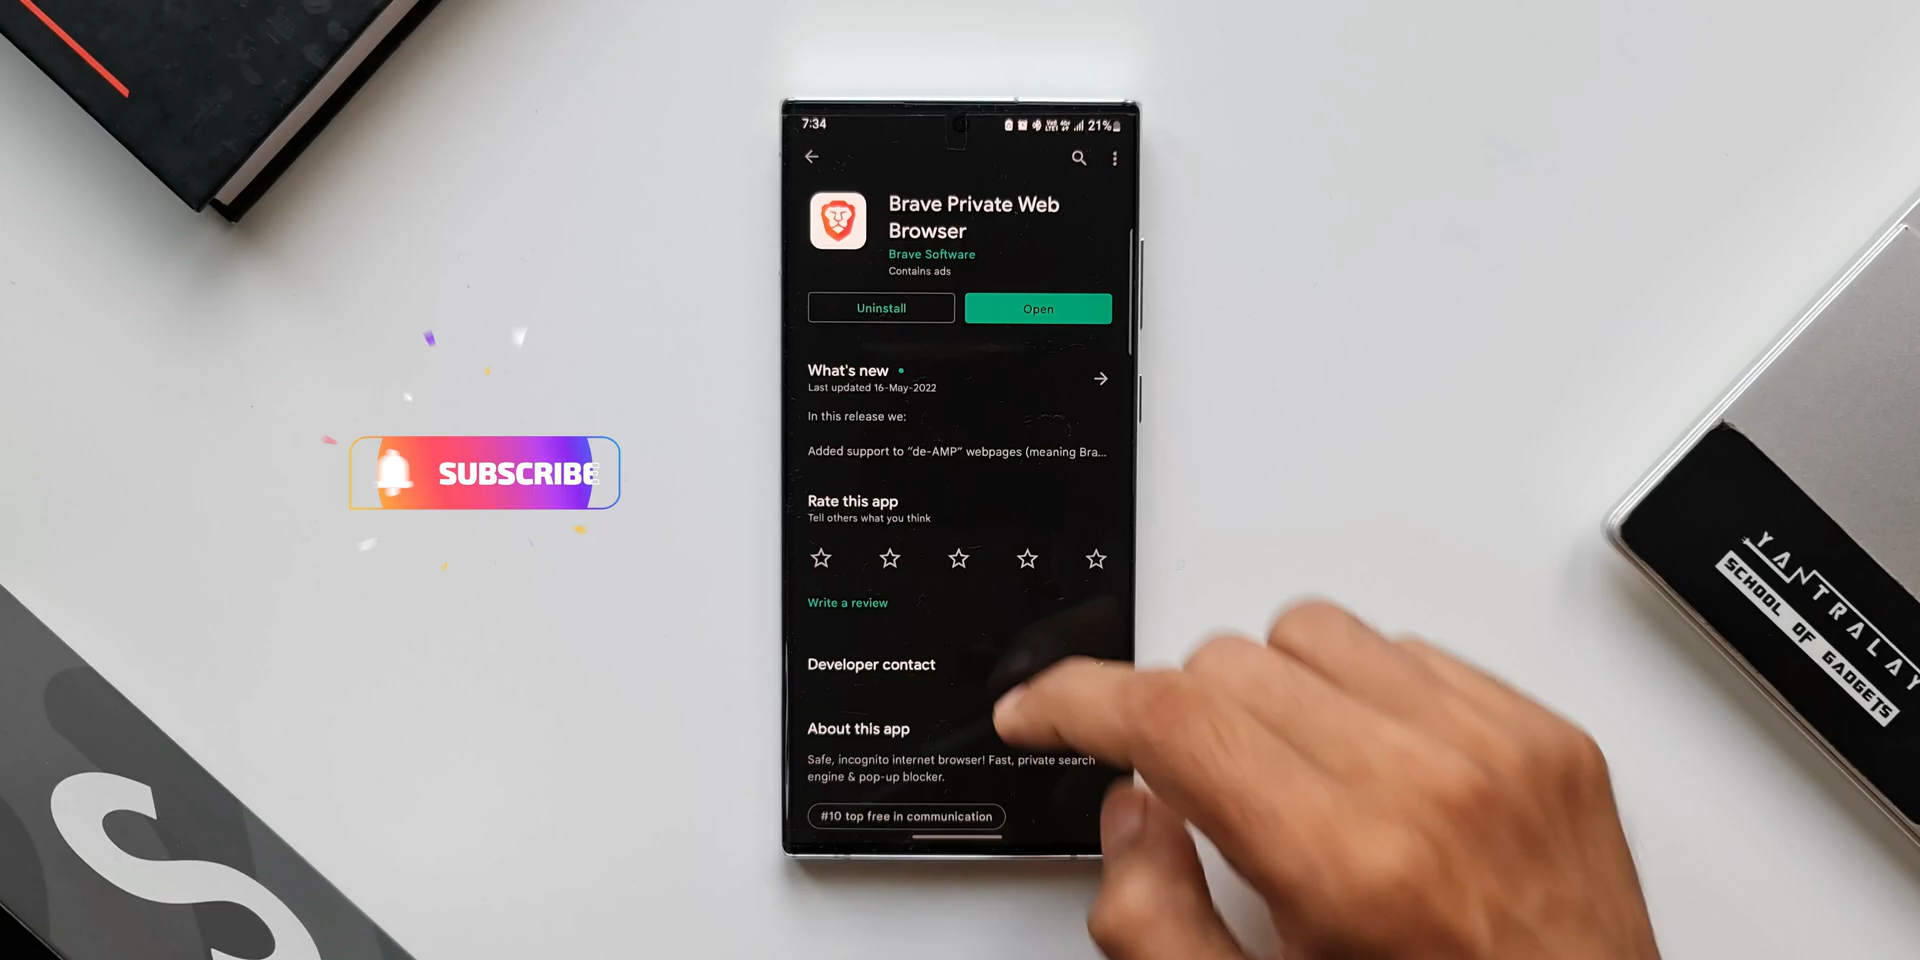 7:34
21%
Brave Private Web
Browser
Brave Software
Contains ads
Uninstall
Open
What's new
Last updated 16-May-2022
In this release we:
Added support to “de-AMP” webpages (meaning Bra...
Rate this app
Tell others what you think
Write a review
Developer contact
About this app
Safe, incognito internet browser! Fast, private search
engine & pop-up blocker.
#10 top free in communication
SUBSCRIBE
YANTRALAY
SCHOOL OF GADGETS
S